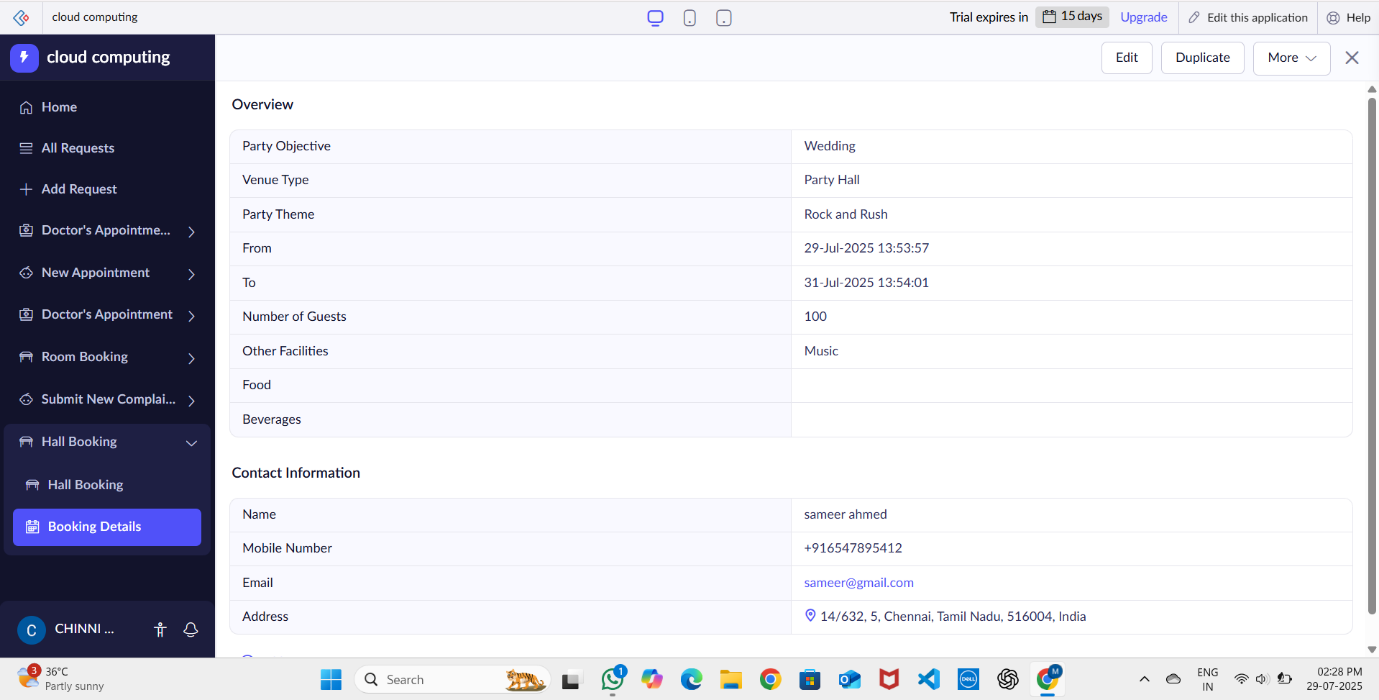 cloud computing
Trial expires in 15 days Upgrade Edit this application Help
cloud computing
Edit Duplicate More
Home
All Requests
Add Request
Doctor's Appointme...
New Appointment
Doctor's Appointment
Room Booking
Submit New Complai...
Hall Booking
Hall Booking
Booking Details
C CHINNI ...
Overview
Party Objective Wedding
Venue Type Party Hall
Party Theme Rock and Rush
From 29-Jul-2025 13:53:57
To 31-Jul-2025 13:54:01
Number of Guests 100
Other Facilities Music
Food
Beverages
Contact Information
Name sameer ahmed
Mobile Number +916547895412
Email sameer@gmail.com
Address 14/632, 5, Chennai, Tamil Nadu, 516004, India
3 36°C
Partly sunny
Search
1
DELL
M
ENG
IN
02:28 PM
29-07-2025